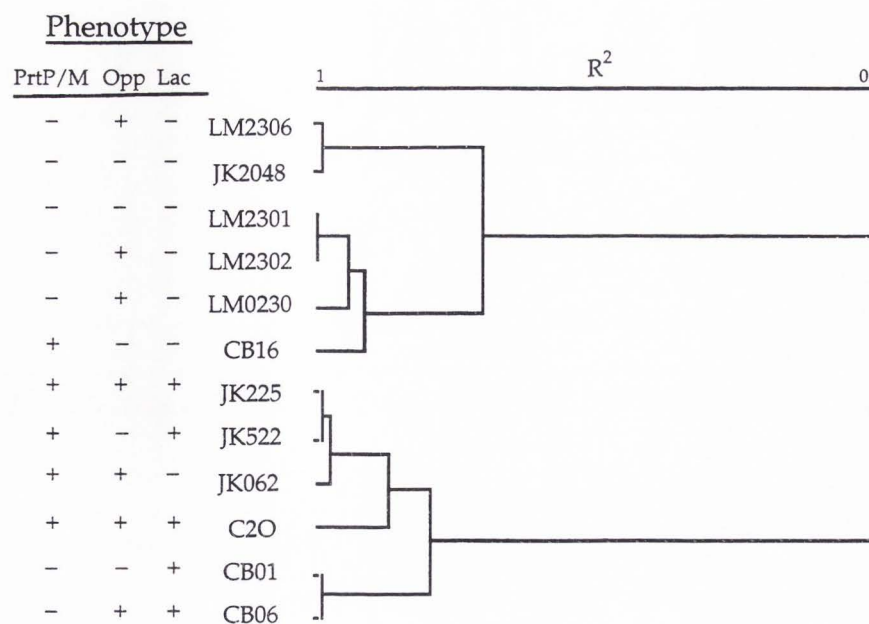 Phenotype
PrtP/M Opp Lac
1 R² 0
− + − LM2306
− − − JK2048
− − − LM2301
− + − LM2302
− + − LM0230
+ − − CB16
+ + + JK225
+ − + JK522
+ + − JK062
+ + + C2O
− − + CB01
− + + CB06